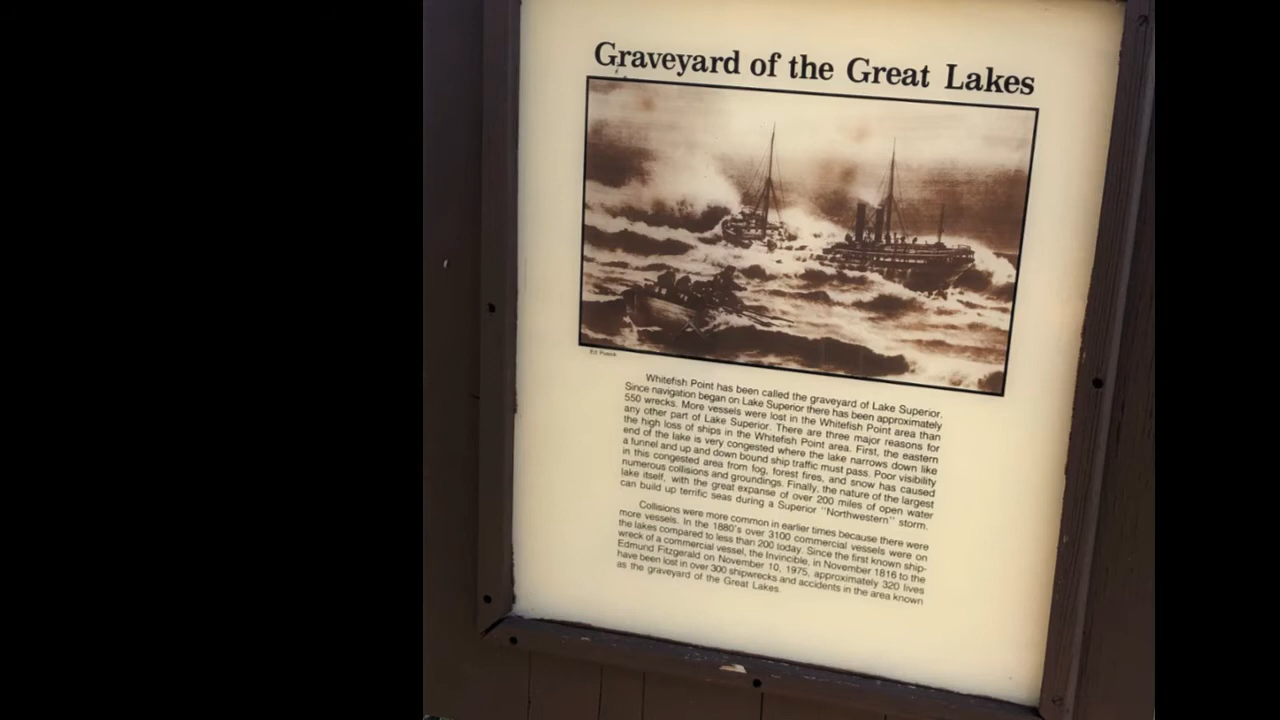 Graveyard of the Great Lakes
Ed Pusick
Whitefish Point has been called the graveyard of Lake Superior.
Since navigation began on Lake Superior there has been approximately
550 wrecks. More vessels were lost in the Whitefish Point area than
any other part of Lake Superior. There are three major reasons for
the high loss of ships in the Whitefish Point area. First, the eastern
end of the lake is very congested where the lake narrows down like
a funnel and up and down bound ship traffic must pass. Poor visibility
in this congested area from fog, forest fires, and snow has caused
numerous collisions and groundings. Finally, the nature of the largest
lake itself, with the great expanse of over 200 miles of open water
can build up terrific seas during a Superior "Northwestern" storm.
Collisions were more common in earlier times because there were
more vessels. In the 1880's over 3100 commercial vessels were on
the lakes compared to less than 200 today. Since the first known ship-
wreck of a commercial vessel, the Invincible, in November 1816 to the
Edmund Fitzgerald on November 10, 1975, approximately 320 lives
have been lost in over 300 shipwrecks and accidents in the area known
as the graveyard of the Great Lakes.